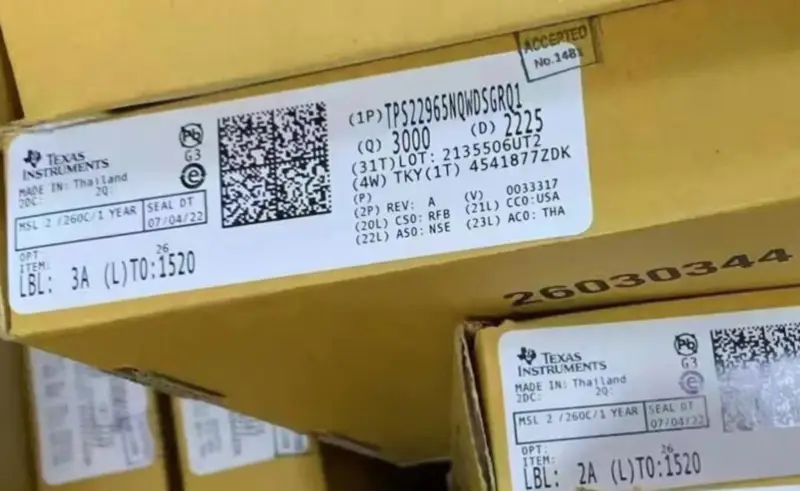 ACCEPTED
No.1481
TEXAS
INSTRUMENTS
MADE IN: Thailand
2DC: 2Q:
MSL 2 /260C/1 YEAR
SEAL DT
07/04/22
OPT:
ITEM: 26
LBL: 3A (L)TO:1520
Pb
G3
e
(1P)TPS22965NQWDSGRQ1
(Q) 3000 (D) 2225
(31T)LOT: 2135506UT2
(4W) TKY(1T) 4541877ZDK
(P)
(2P) REV: A (V) 0033317
(20L) CSO: RFB (21L) CCO:USA
(22L) ASO: NSE (23L) ACO: THA
26030344
TEXAS
INSTRUMENTS
MADE IN: Thailand
2DC: 2Q:
MSL 2 /260C/1 YEAR
SEAL DT
07/04/22
OPT:
ITEM: 26
LBL: 2A (L)TO:1520
Pb
G3
e